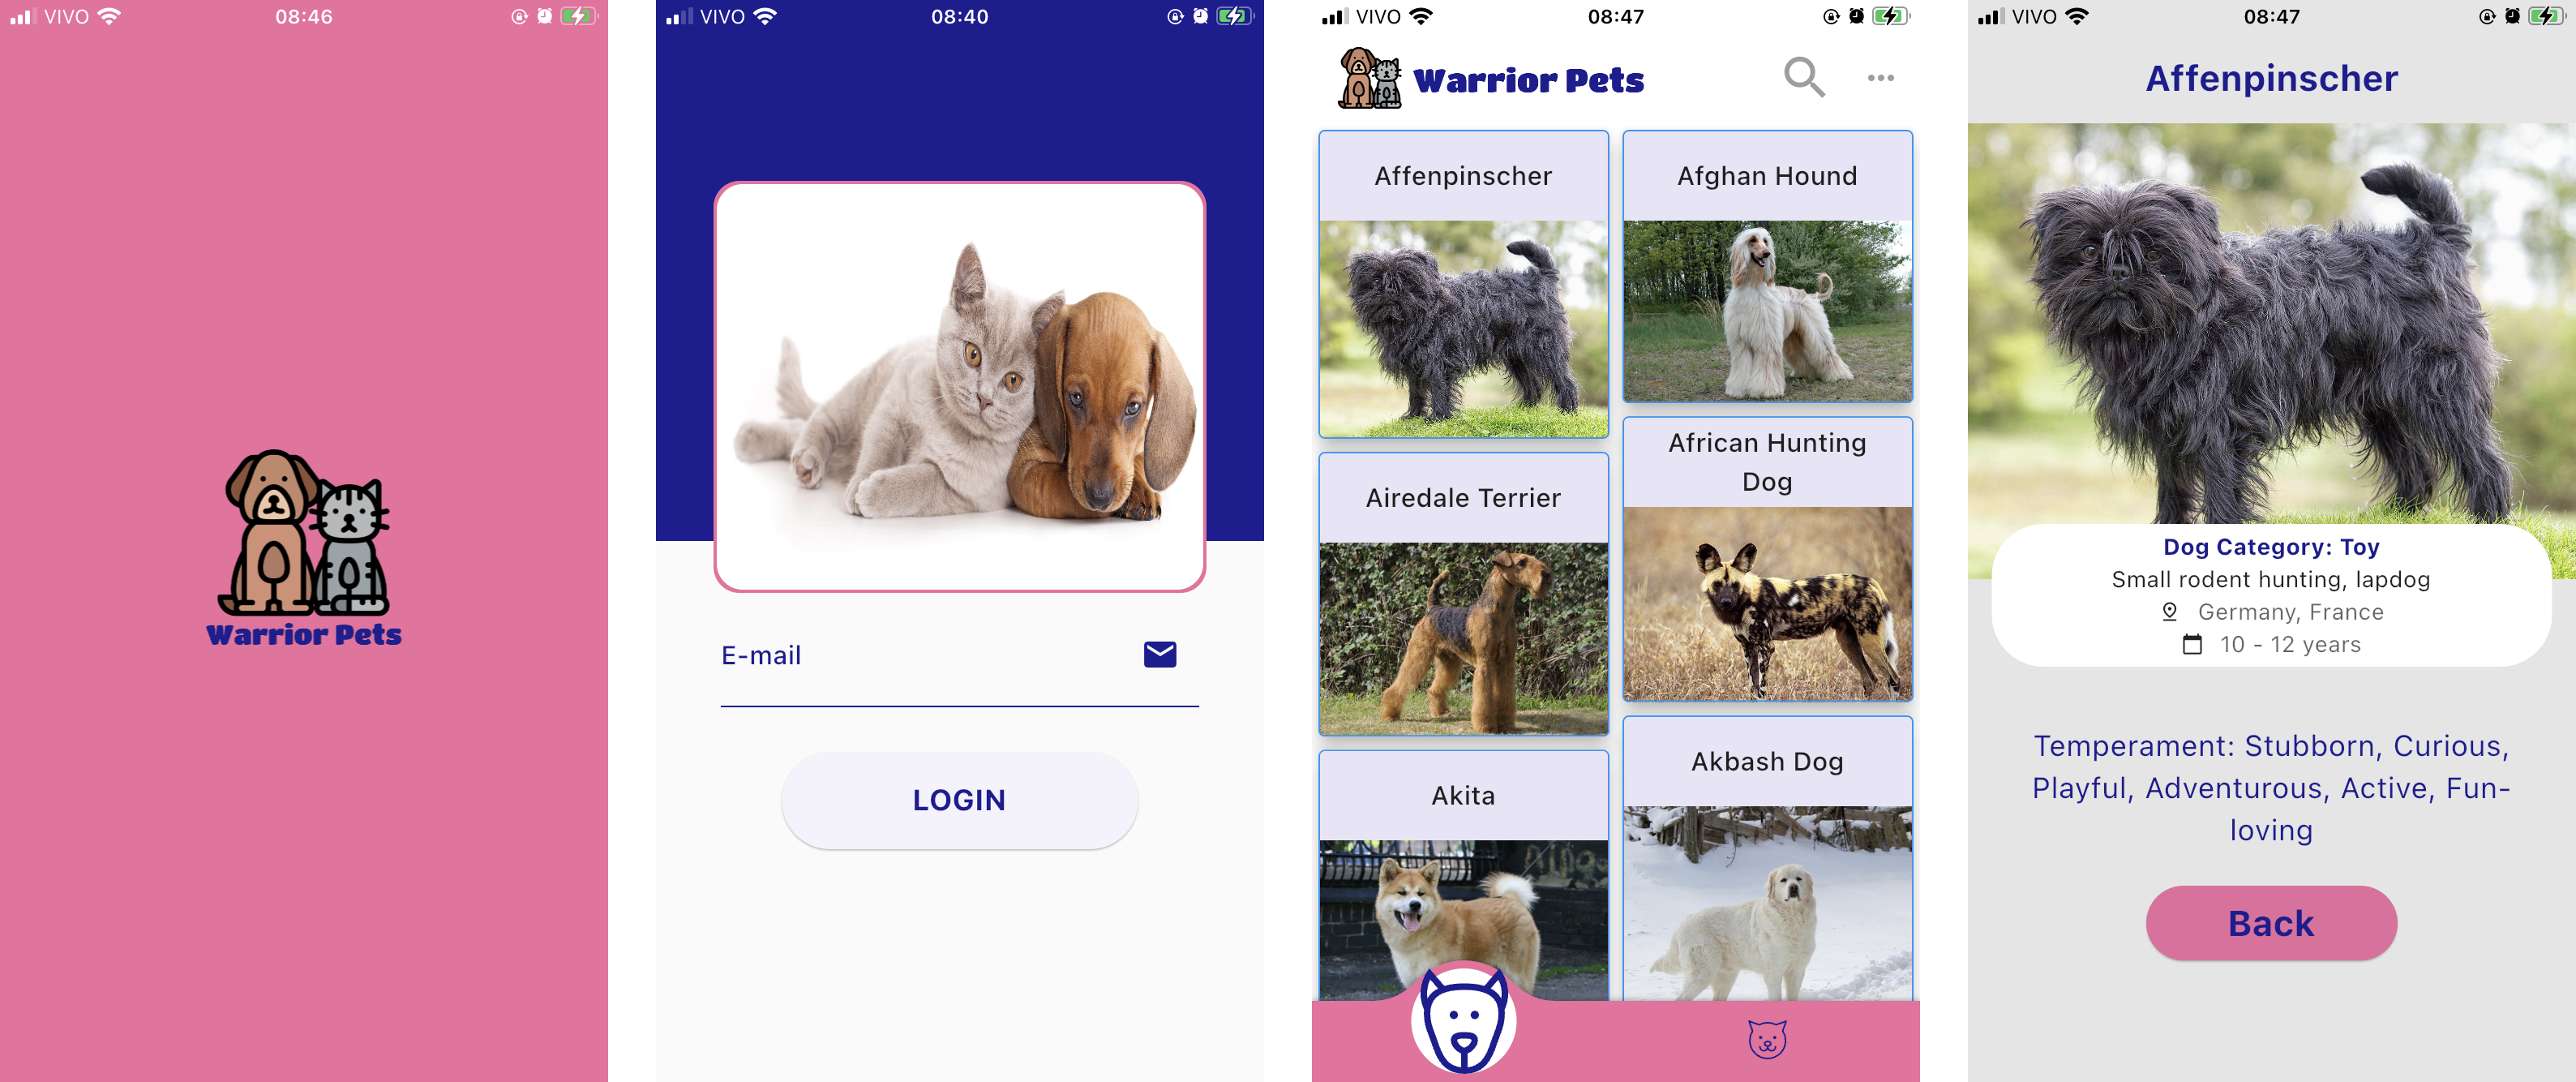 VIVO 08:46
Warrior Pets
VIVO 08:40
E-mail
LOGIN
VIVO 08:47
Warrior Pets
Affenpinscher
Afghan Hound
African Hunting
Dog
Airedale Terrier
Akbash Dog
Akita
VIVO 08:47
Affenpinscher
Dog Category: Toy
Small rodent hunting, lapdog
Germany, France
10 - 12 years
Temperament: Stubborn, Curious,
Playful, Adventurous, Active, Fun-
loving
Back